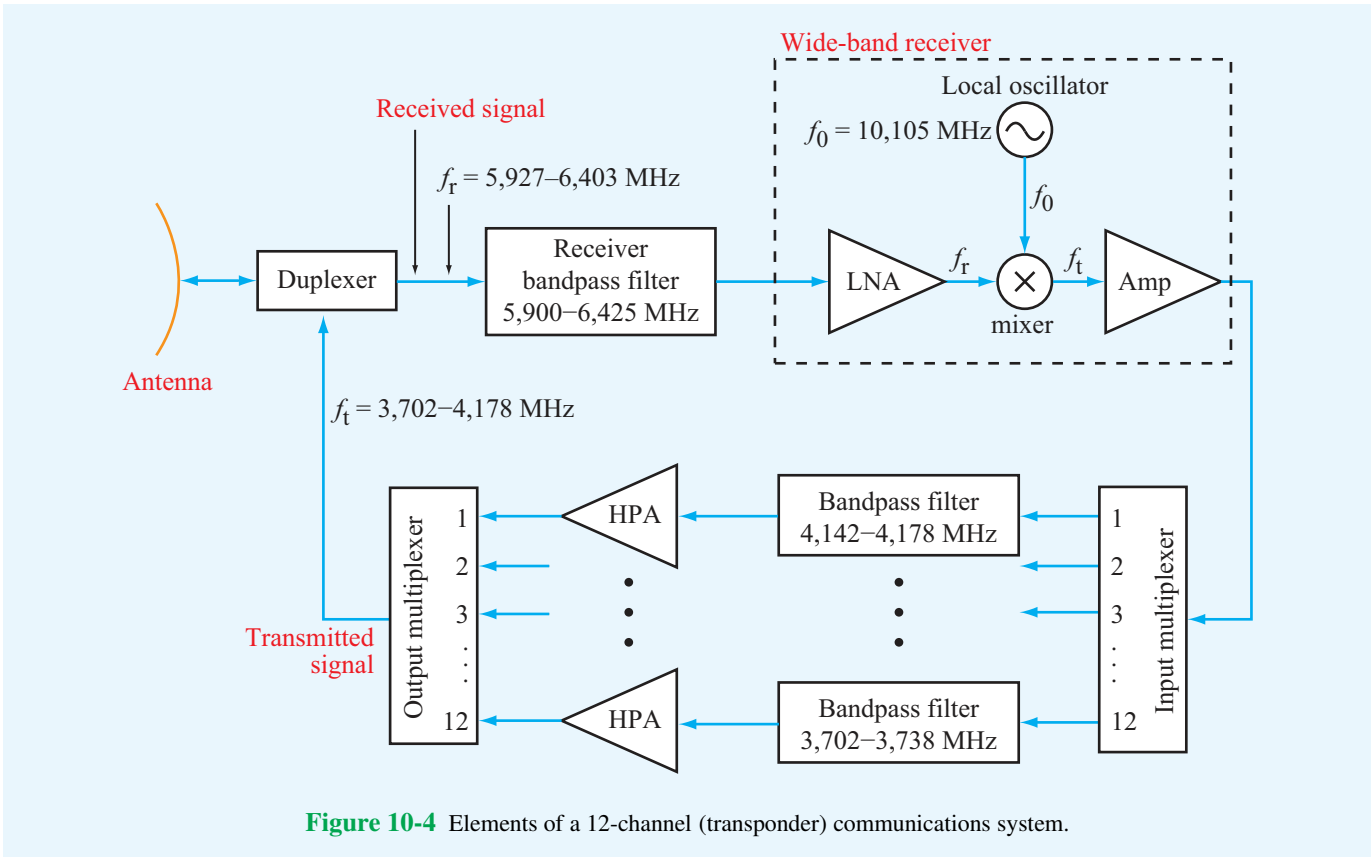 Wide-band receiver
Local oscillator
f0 = 10,105 MHz
Received signal
fr = 5,927–6,403 MHz
f0
Duplexer
Receiver
bandpass filter
5,900−6,425 MHz
LNA
fr
×
ft
Amp
mixer
Antenna
ft = 3,702−4,178 MHz
Output multiplexer
1
2
3
. . . .
12
HPA
Bandpass filter
4,142−4,178 MHz
1
2
3
. . . .
12
Input multiplexer
Transmitted
signal
HPA
Bandpass filter
3,702−3,738 MHz
Figure 10-4 Elements of a 12-channel (transponder) communications system.